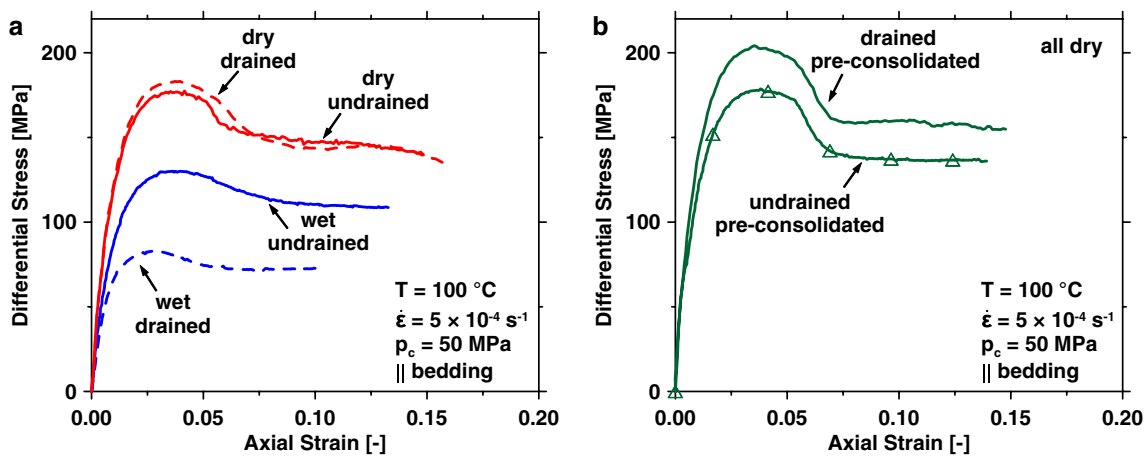 a
Differential Stress [MPa]
200
100
0
dry
drained
dry
undrained
wet
undrained
wet
drained
T = 100 °C
ε̇ = 5 × 10⁻⁴ s⁻¹
p_c = 50 MPa
|| bedding
0.00 0.05 0.10 0.15 0.20
Axial Strain [-]
b
Differential Stress [MPa]
200
100
0
drained
pre-consolidated
all dry
undrained
pre-consolidated
T = 100 °C
ε̇ = 5 × 10⁻⁴ s⁻¹
p_c = 50 MPa
|| bedding
0.00 0.05 0.10 0.15 0.20
Axial Strain [-]